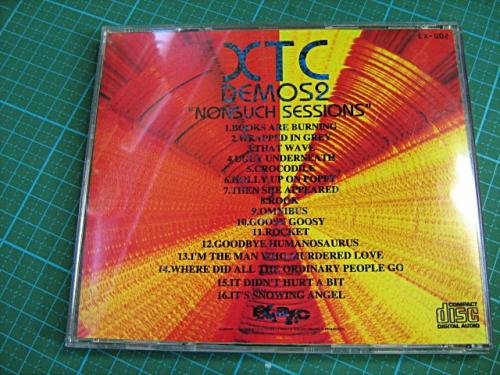 EX-002
XTC
DEMOS2
"NONSUCH SESSIONS"
1.BOOKS ARE BURNING
2.WRAPPED IN GREY
3.THAT WAVE
4.UGLY UNDERNEATH
5.CROCODILE
6.HOLLY UP ON POPPY
7.THEN SHE APPEARED
8.ROOK
9.OMNIBUS
10.GOOSY GOOSY
11.ROCKET
12.GOODBYE HUMANOSAURUS
13.I'M THE MAN WHO MURDERED LOVE
14.WHERE DID ALL THE ORDINARY PEOPLE GO
15.IT DIDN'T HURT A BIT
16.IT'S SNOWING ANGEL
COMPACT
disc
DIGITAL AUDIO